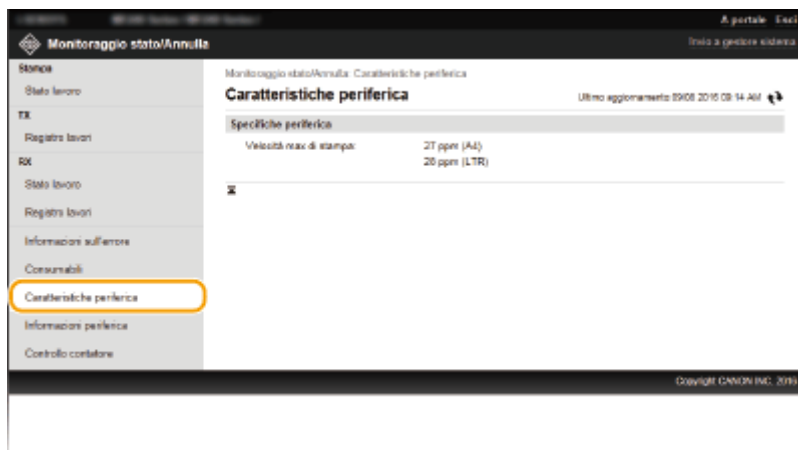 A portale Esci
Monitoraggio stato/Annulla
Invia a gestore sistema
Stampa
Stato lavoro
TX
Registro lavori
RX
Stato lavoro
Registro lavori
Informazioni sull'errore
Consumabili
Caratteristiche periferica
Informazioni periferica
Controllo contatore
Monitoraggio stato/Annulla: Caratteristiche periferica
Caratteristiche periferica
Ultimo aggiornamento 09/08 2016 09:14 AM
Specifiche periferica
Velocità max di stampa: 27 ppm (A4)
28 ppm (LTR)
Copyright CANON INC. 2016